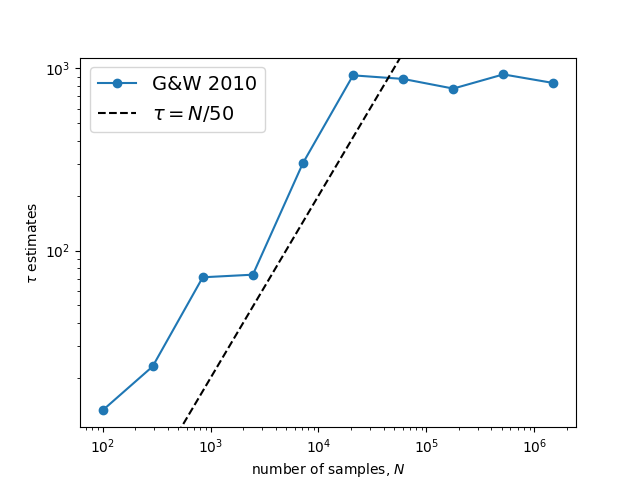 G&W 2010
τ = N/50
10³
10²
τ estimates
10² 10³ 10⁴ 10⁵ 10⁶
number of samples, N